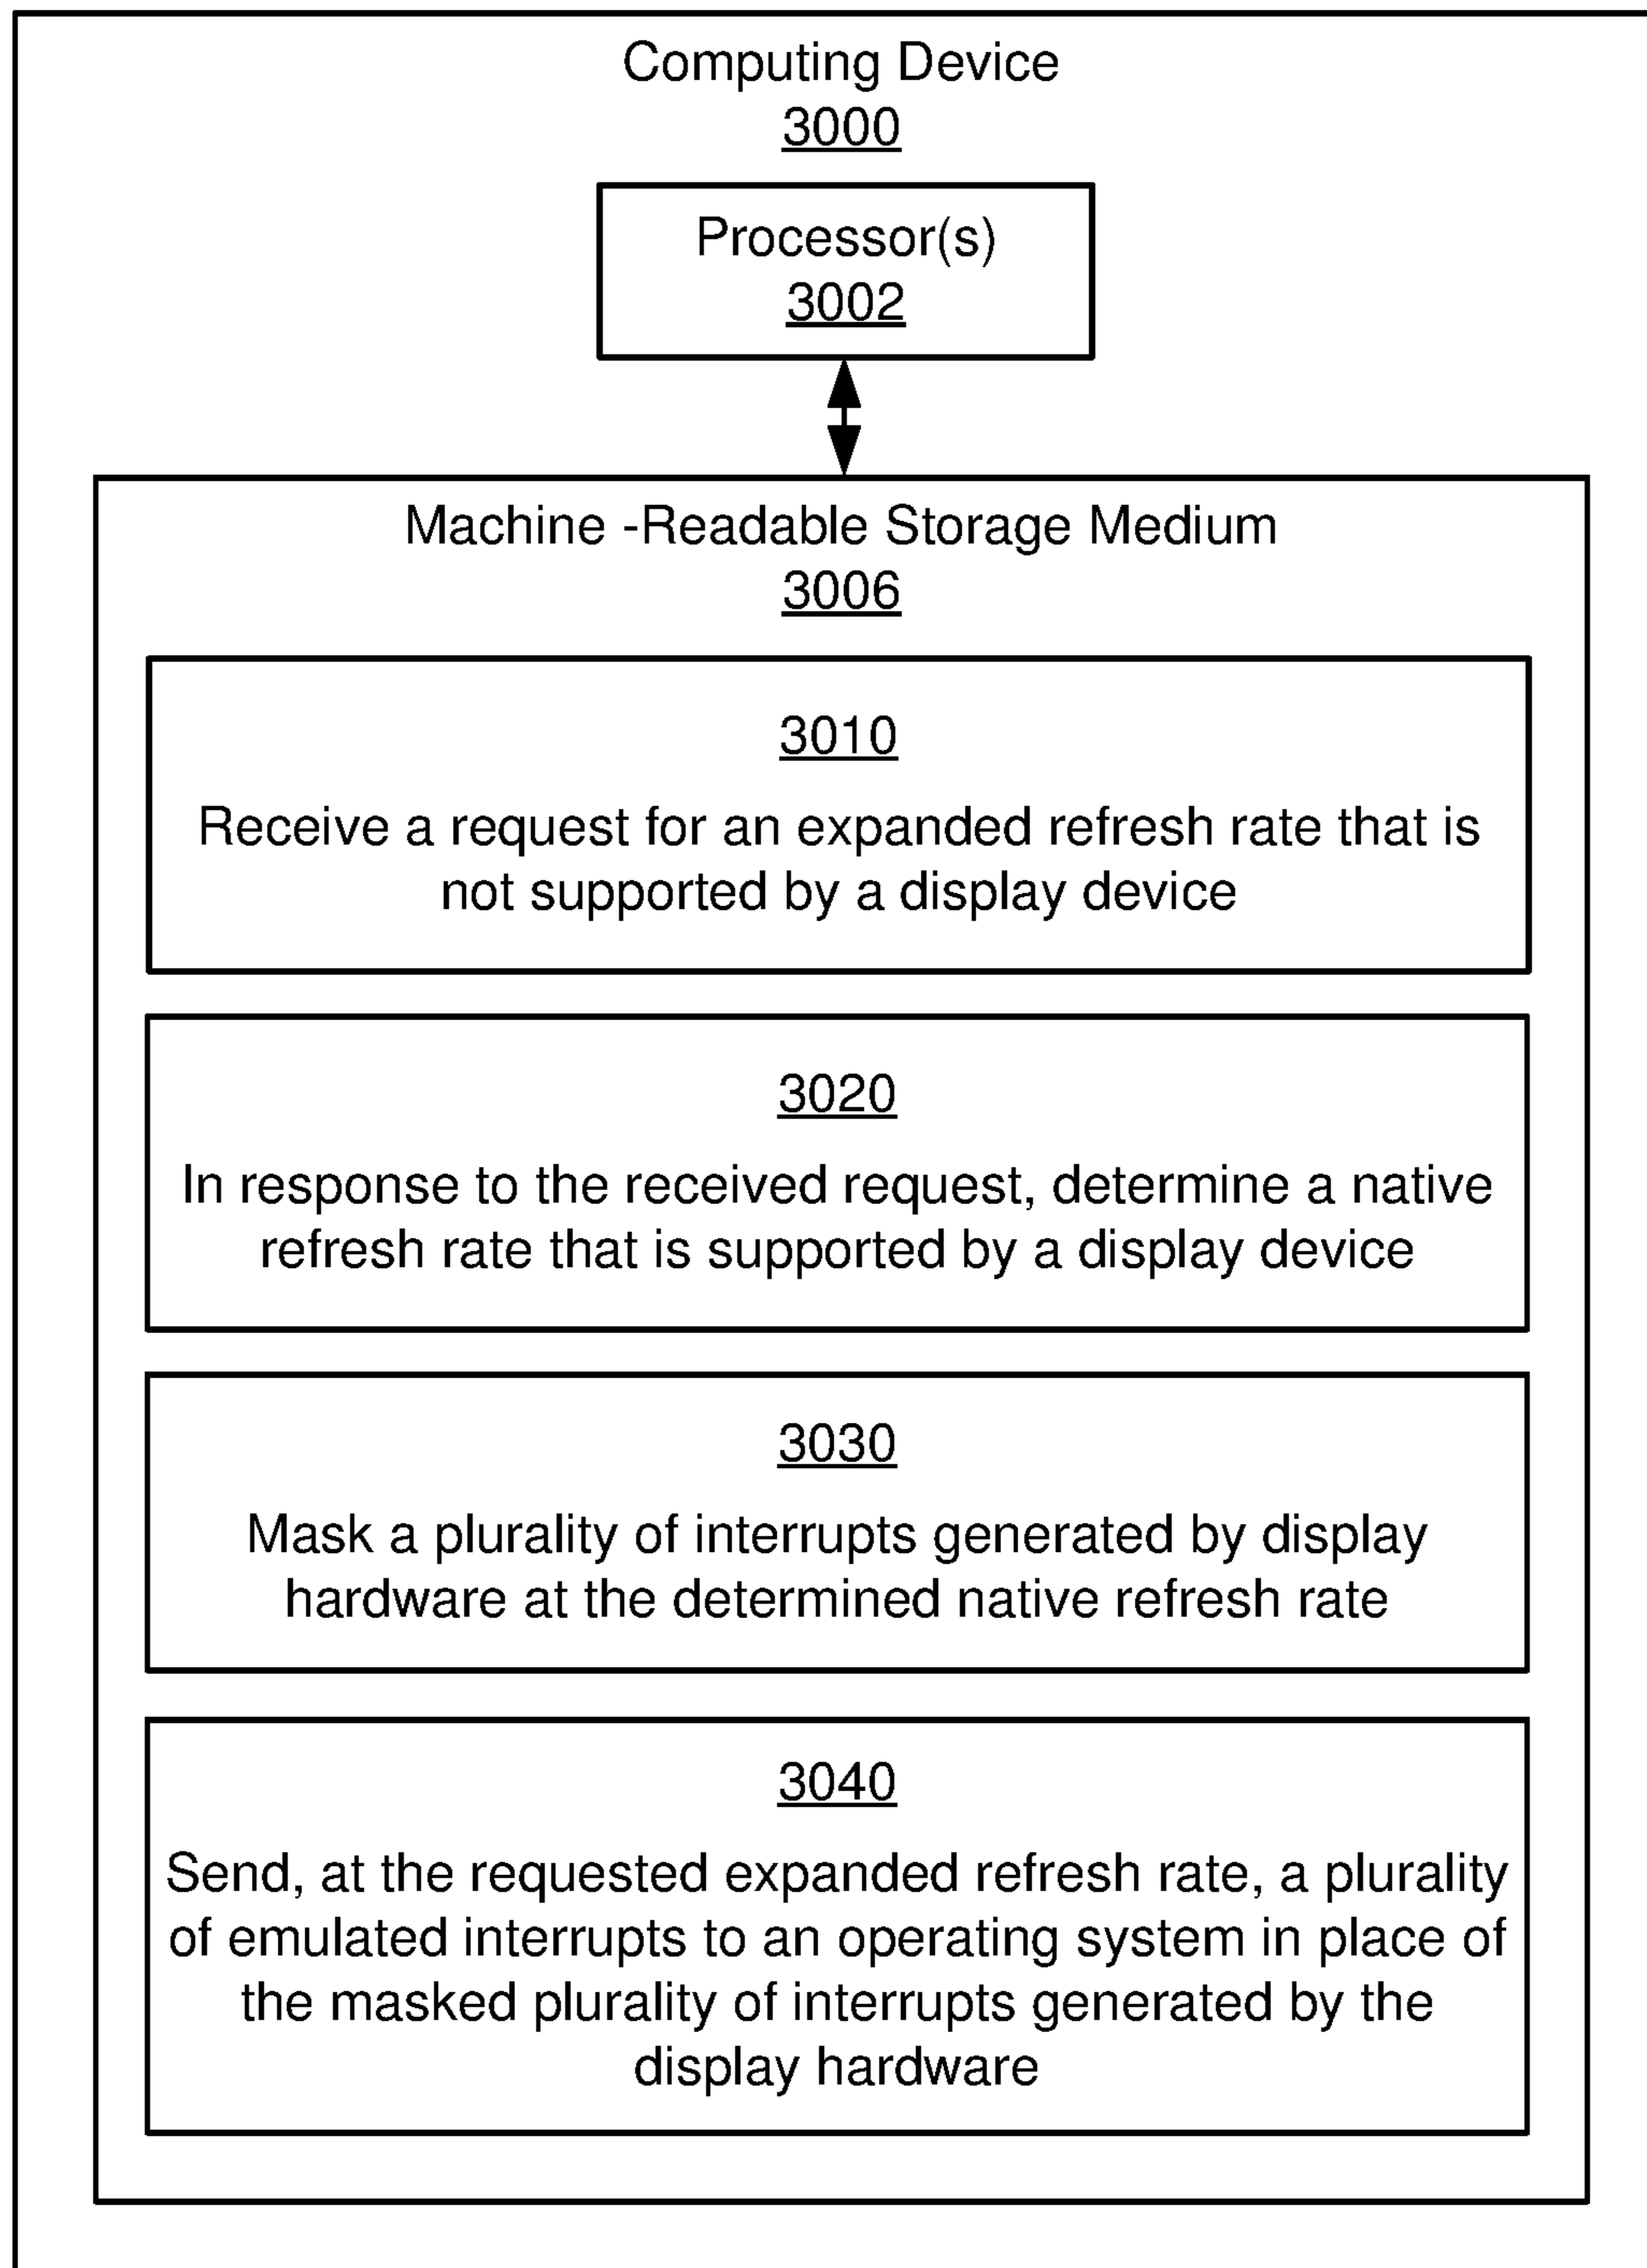 Computing Device
3000
Processor(s)
3002
Machine -Readable Storage Medium
3006
3010
Receive a request for an expanded refresh rate that is
not supported by a display device
3020
In response to the received request, determine a native
refresh rate that is supported by a display device
3030
Mask a plurality of interrupts generated by display
hardware at the determined native refresh rate
3040
Send, at the requested expanded refresh rate, a plurality
of emulated interrupts to an operating system in place of
the masked plurality of interrupts generated by the
display hardware